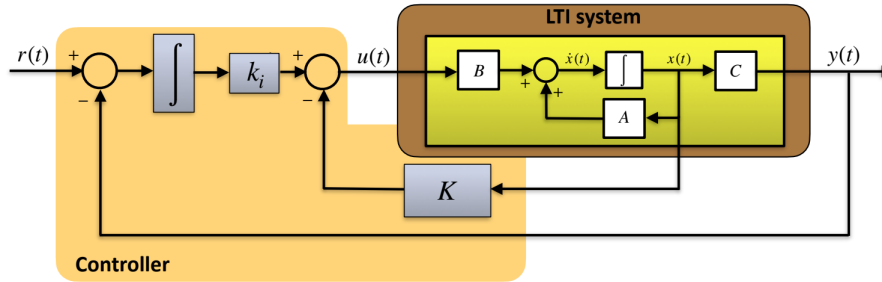 LTI system
r(t)
+
−
∫
k_i
+
−
u(t)
B
+
+
ẋ(t)
∫
x(t)
C
y(t)
A
K
Controller